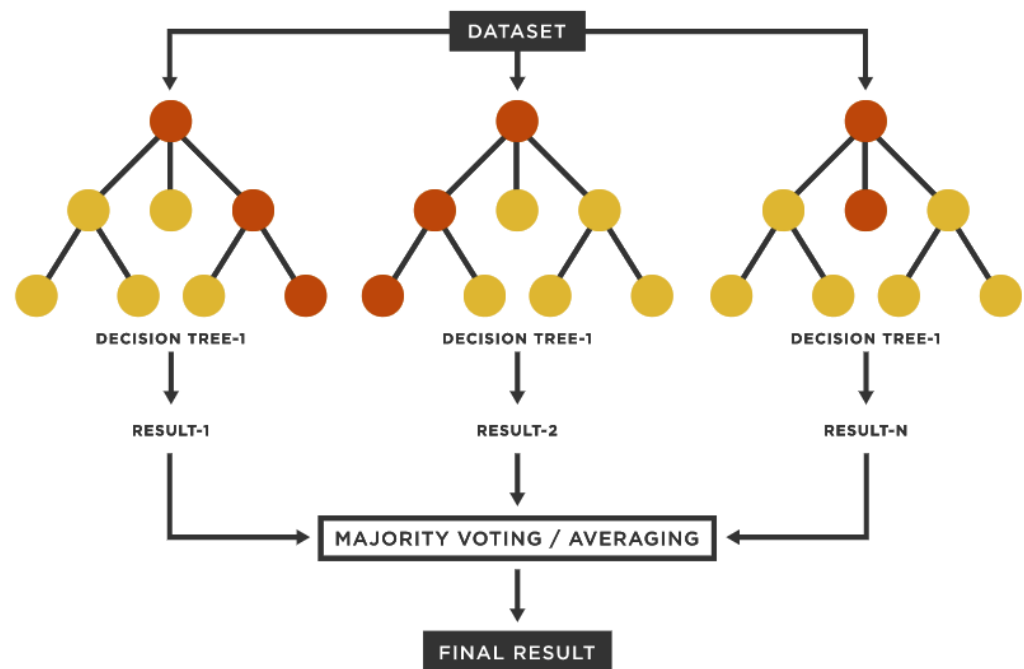 DATASET
DECISION TREE-1
DECISION TREE-1
DECISION TREE-1
RESULT-1
RESULT-2
RESULT-N
MAJORITY VOTING / AVERAGING
FINAL RESULT